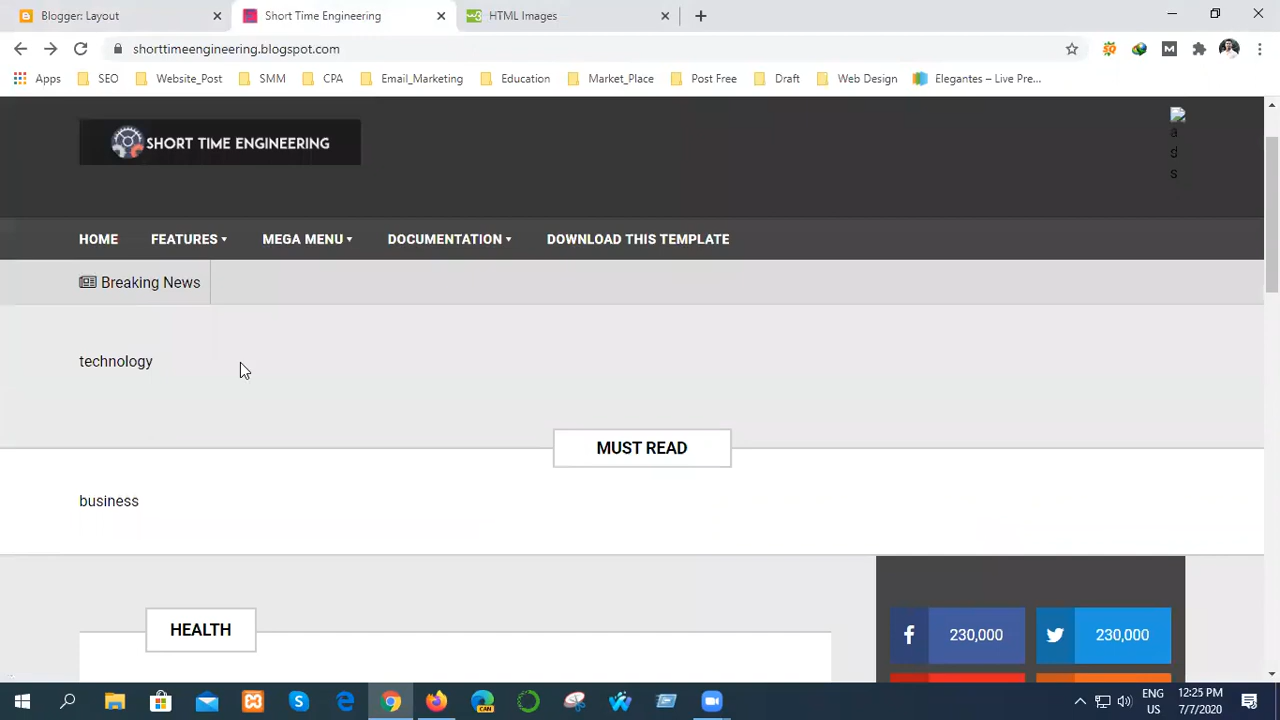 Blogger: Layout
Short Time Engineering
HTML Images
shorttimeengineering.blogspot.com
Apps
SEO
Website_Post
SMM
CPA
Email_Marketing
Education
Market_Place
Post Free
Draft
Web Design
Elegantes – Live Pre...
SHORT TIME ENGINEERING
a
d
s
HOME
FEATURES
MEGA MENU
DOCUMENTATION
DOWNLOAD THIS TEMPLATE
Breaking News
technology
MUST READ
business
HEALTH
230,000
230,000
ENG
US
12:25 PM
7/7/2020